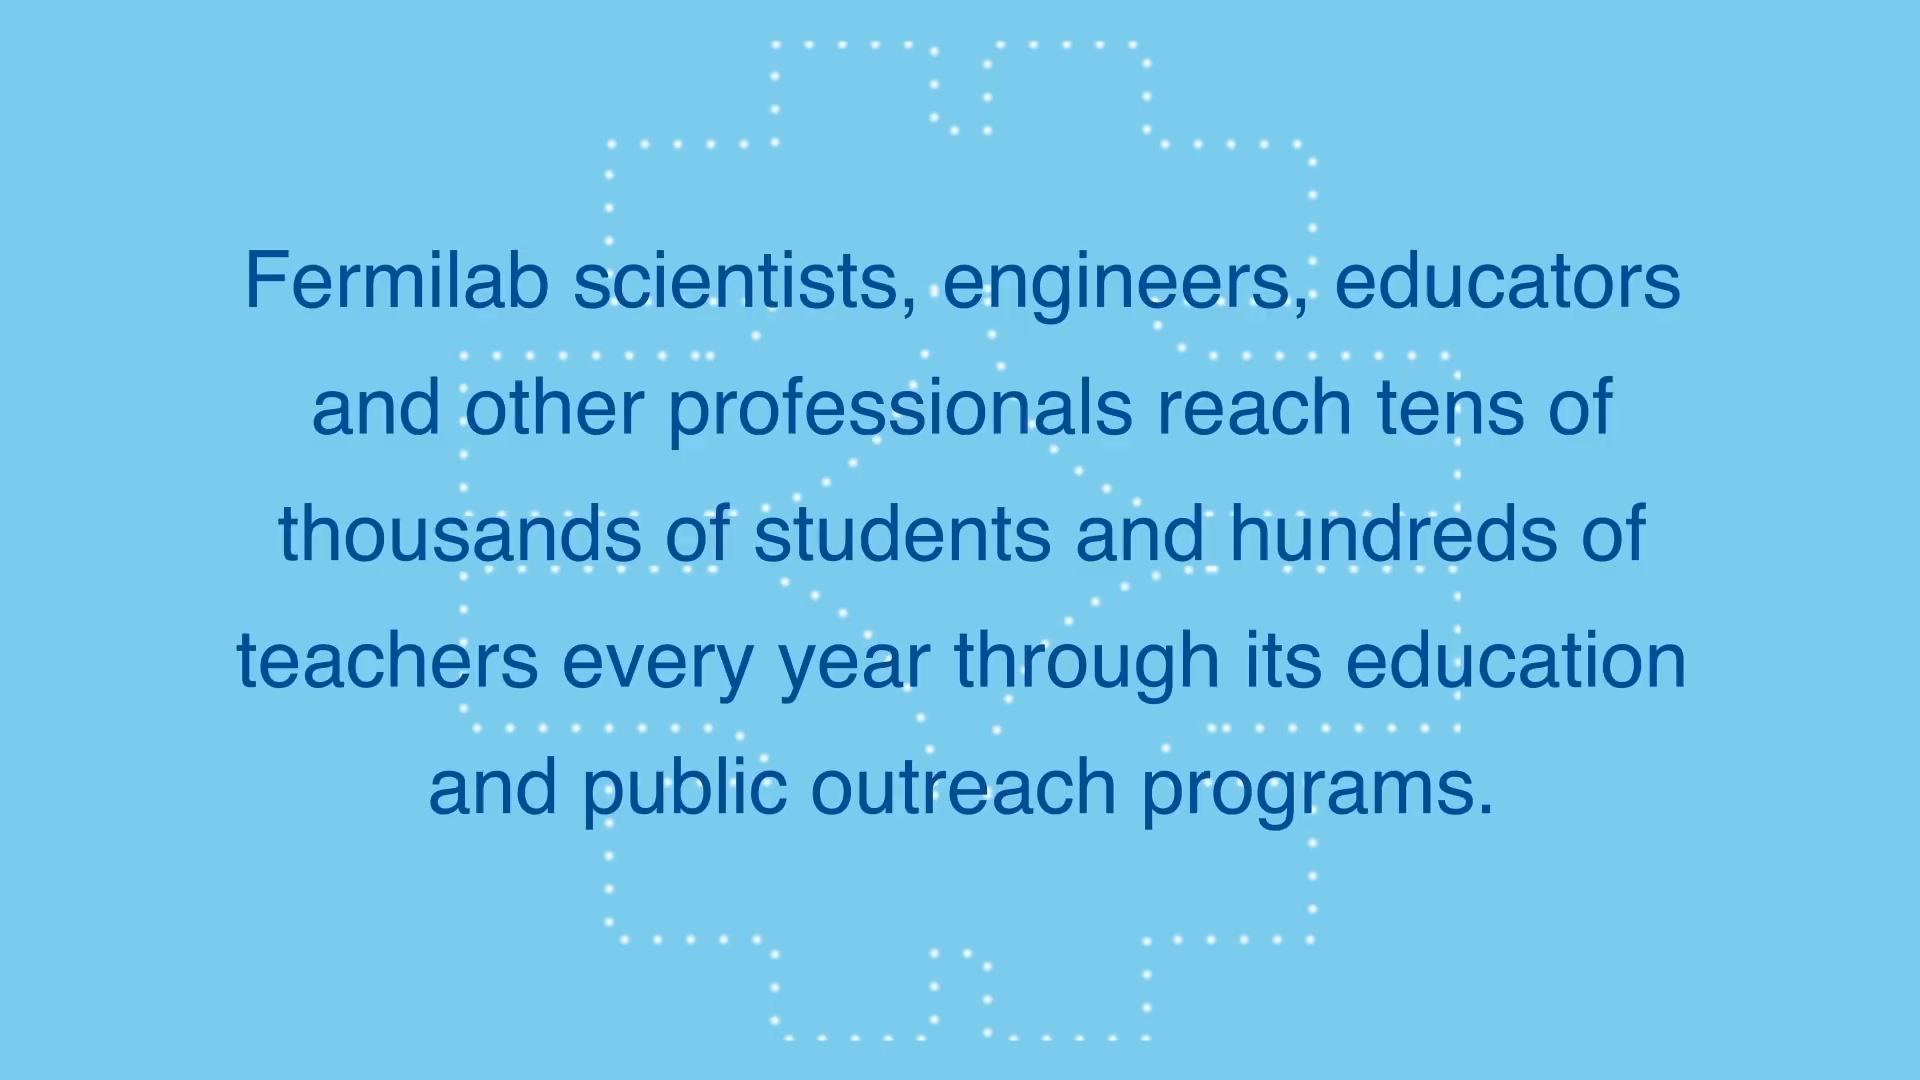 Fermilab scientists, engineers, educators
and other professionals reach tens of
thousands of students and hundreds of
teachers every year through its education
and public outreach programs.